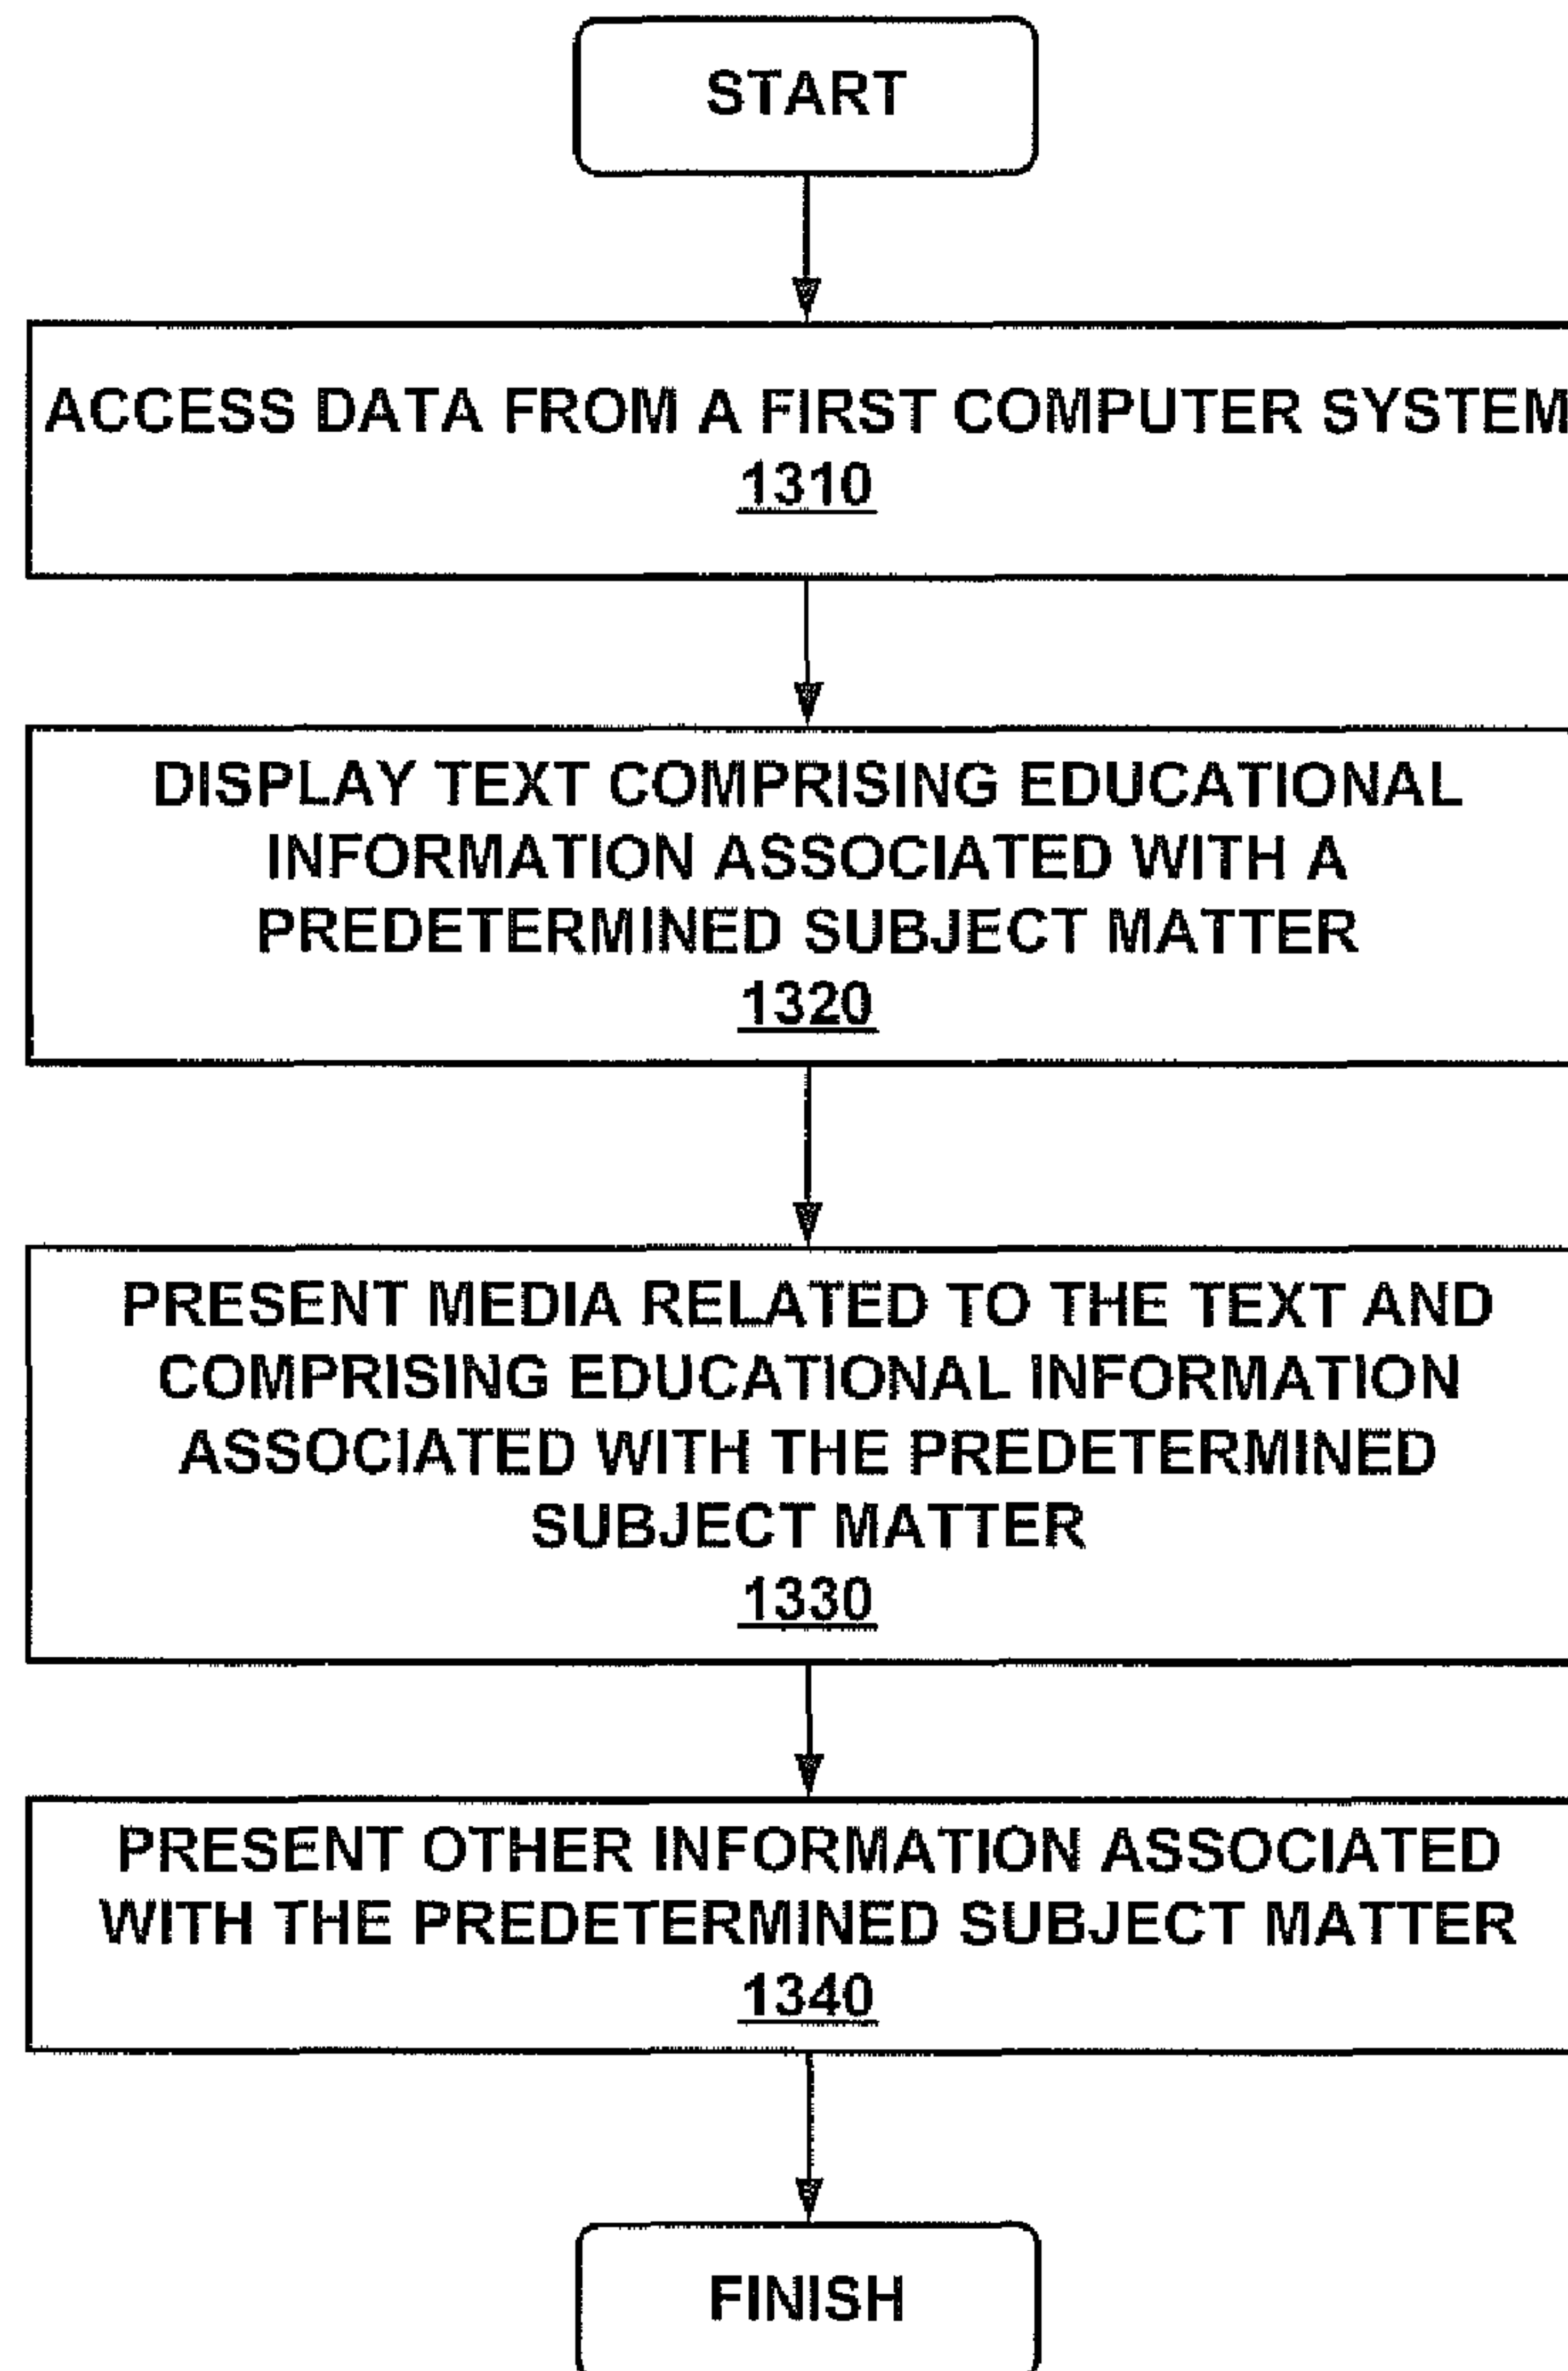 START
ACCESS DATA FROM A FIRST COMPUTER SYSTEM
1310
DISPLAY TEXT COMPRISING EDUCATIONAL
INFORMATION ASSOCIATED WITH A
PREDETERMINED SUBJECT MATTER
1320
PRESENT MEDIA RELATED TO THE TEXT AND
COMPRISING EDUCATIONAL INFORMATION
ASSOCIATED WITH THE PREDETERMINED
SUBJECT MATTER
1330
PRESENT OTHER INFORMATION ASSOCIATED
WITH THE PREDETERMINED SUBJECT MATTER
1340
FINISH